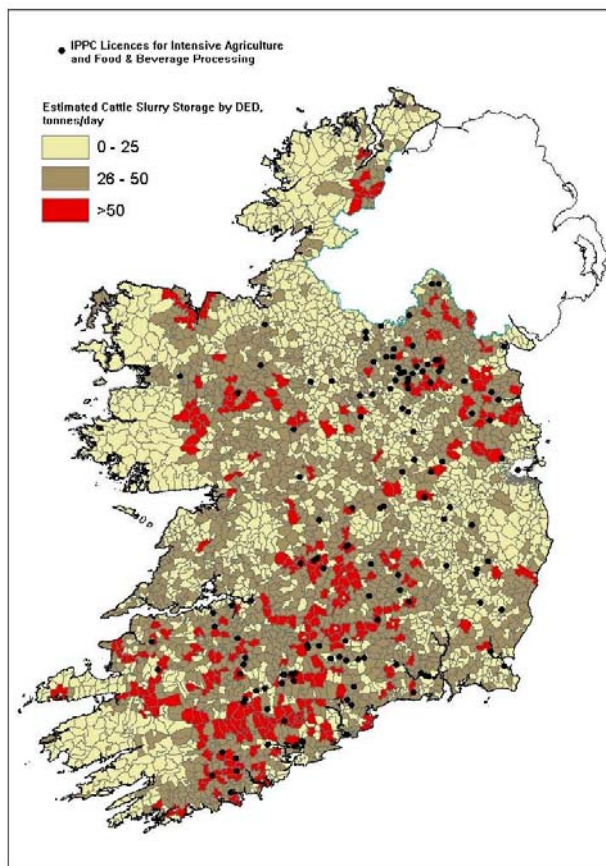 IPPC Licences for Intensive Agriculture
and Food & Beverage Processing
Estimated Cattle Slurry Storage by DED,
tonnes/day
0 - 25
26 - 50
>50